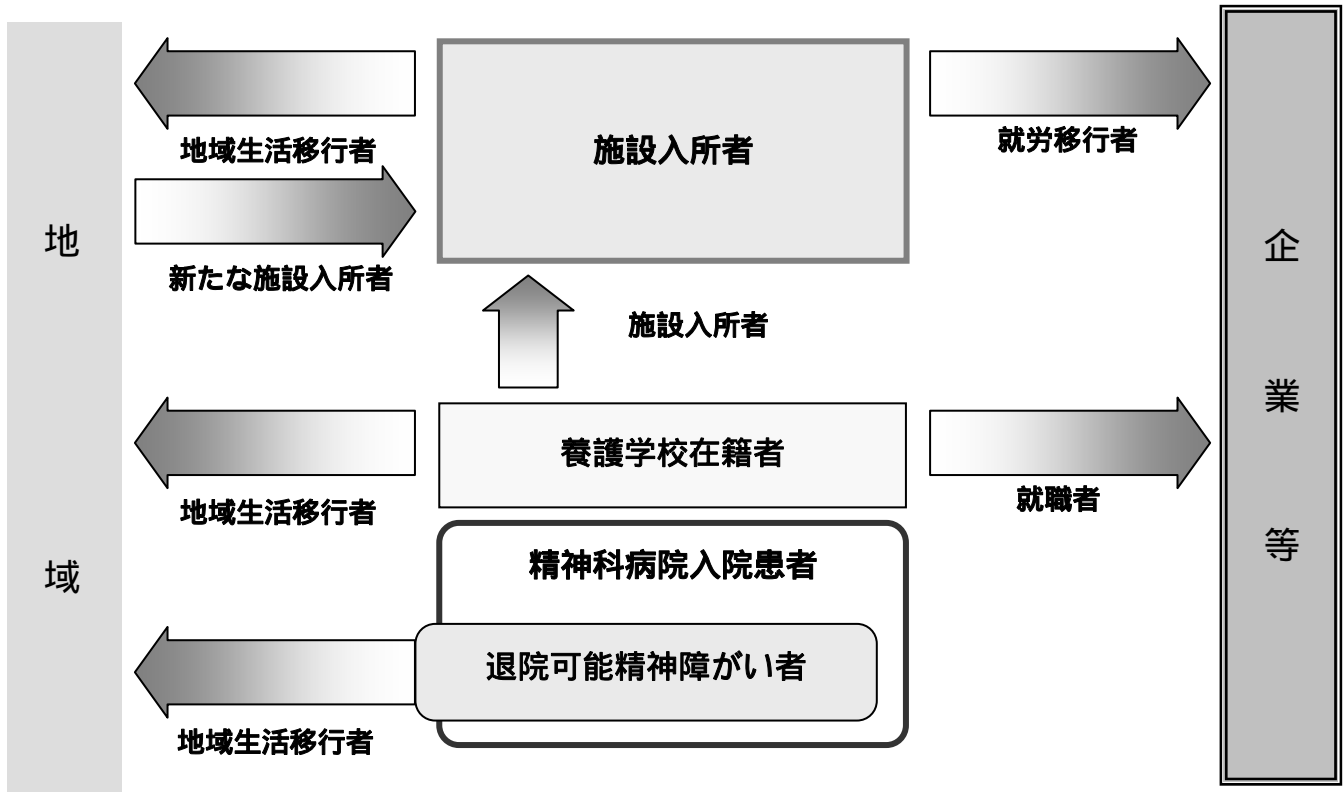 地域生活移行者
施設入所者
就労移行者
地域
新たな施設入所者
企業等
施設入所者
養護学校在籍者
地域生活移行者
就職者
精神科病院入院患者
退院可能精神障がい者
地域生活移行者